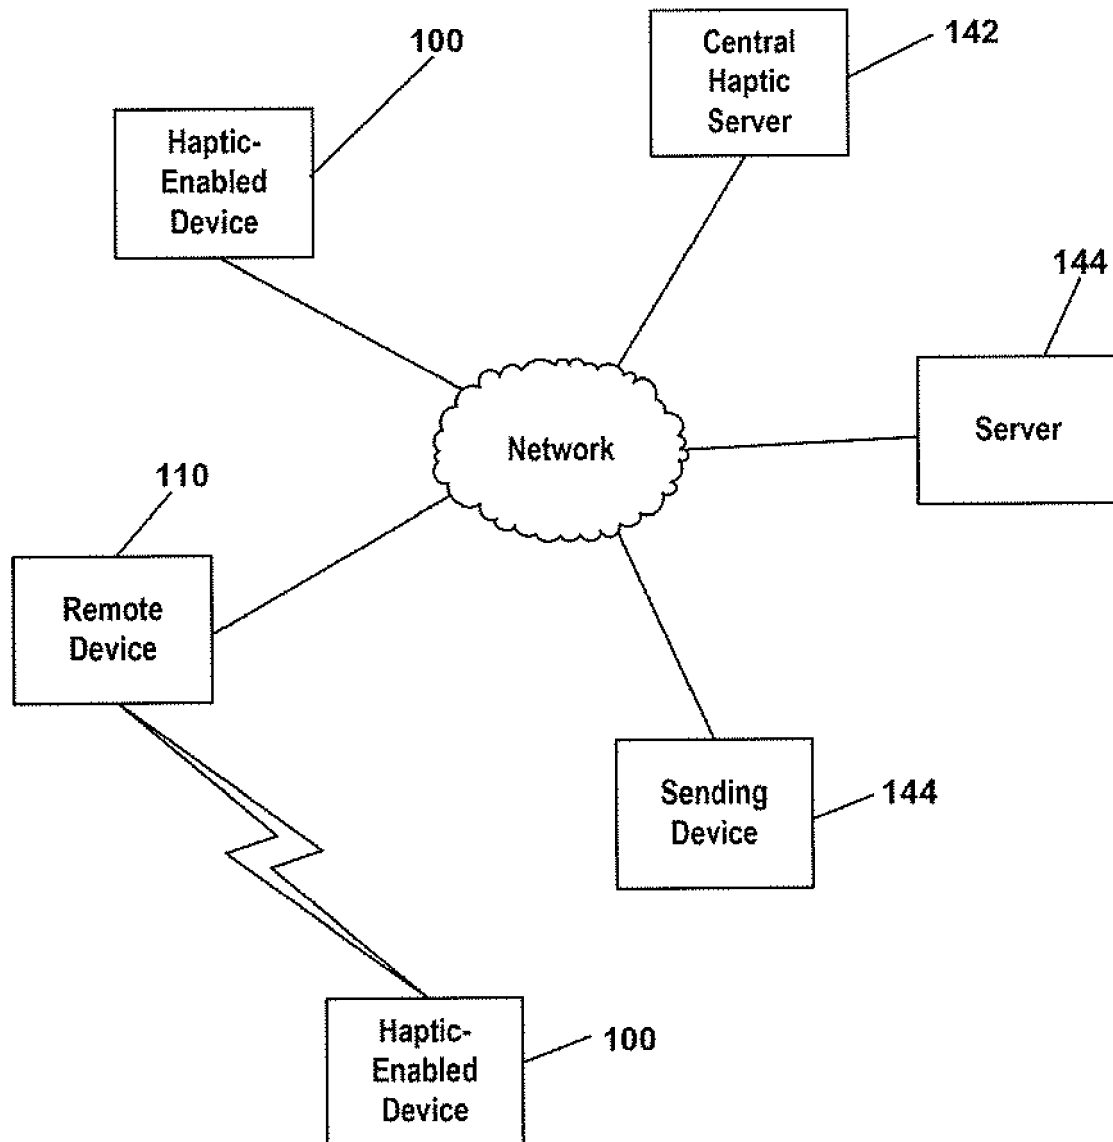 100
142
Central
Haptic
Server
Haptic-
Enabled
Device
144
Server
Network
110
Remote
Device
Sending
Device
144
Haptic-
Enabled
Device
100